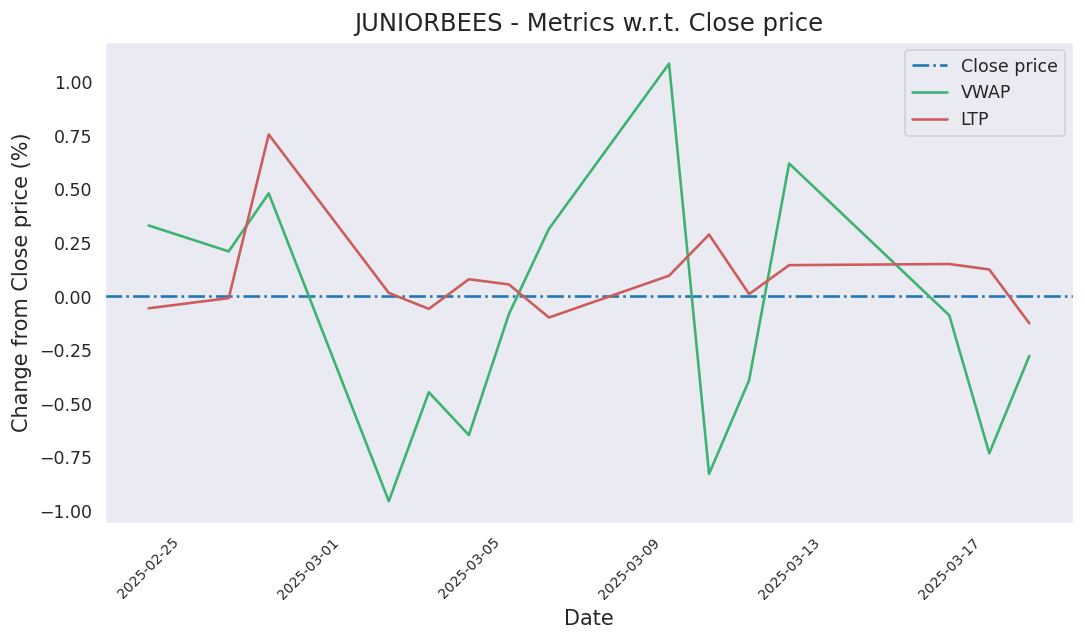 JUNIORBEES - Metrics w.r.t. Close price
Close price
VWAP
LTP
Change from Close price (%)
1.00
0.75
0.50
0.25
0.00
−0.25
−0.50
−0.75
−1.00
2025-02-25
2025-03-01
2025-03-05
2025-03-09
2025-03-13
2025-03-17
Date